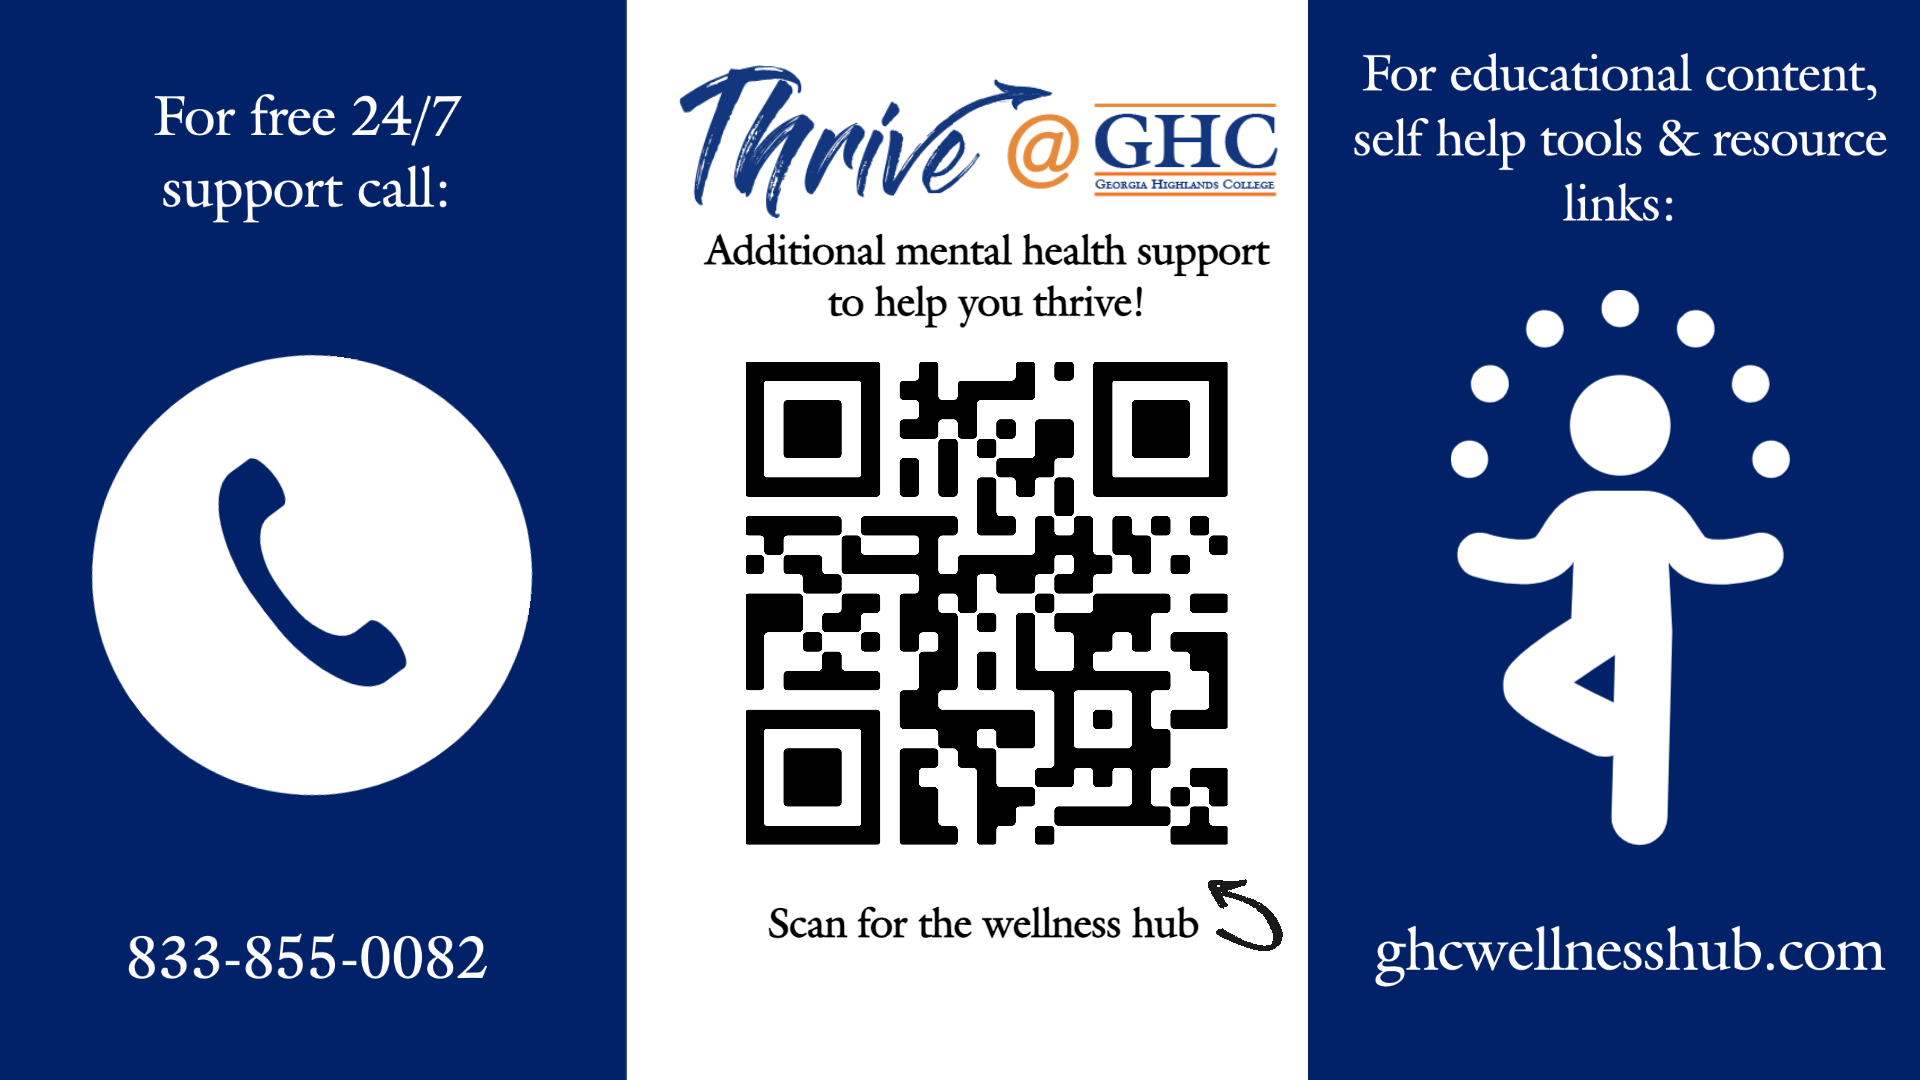 For free 24/7
support call:
833-855-0082
Thrive @ GHC
GEORGIA HIGHLANDS COLLEGE
Additional mental health support
to help you thrive!
Scan for the wellness hub
For educational content,
self help tools & resource
links:
ghcwellnesshub.com